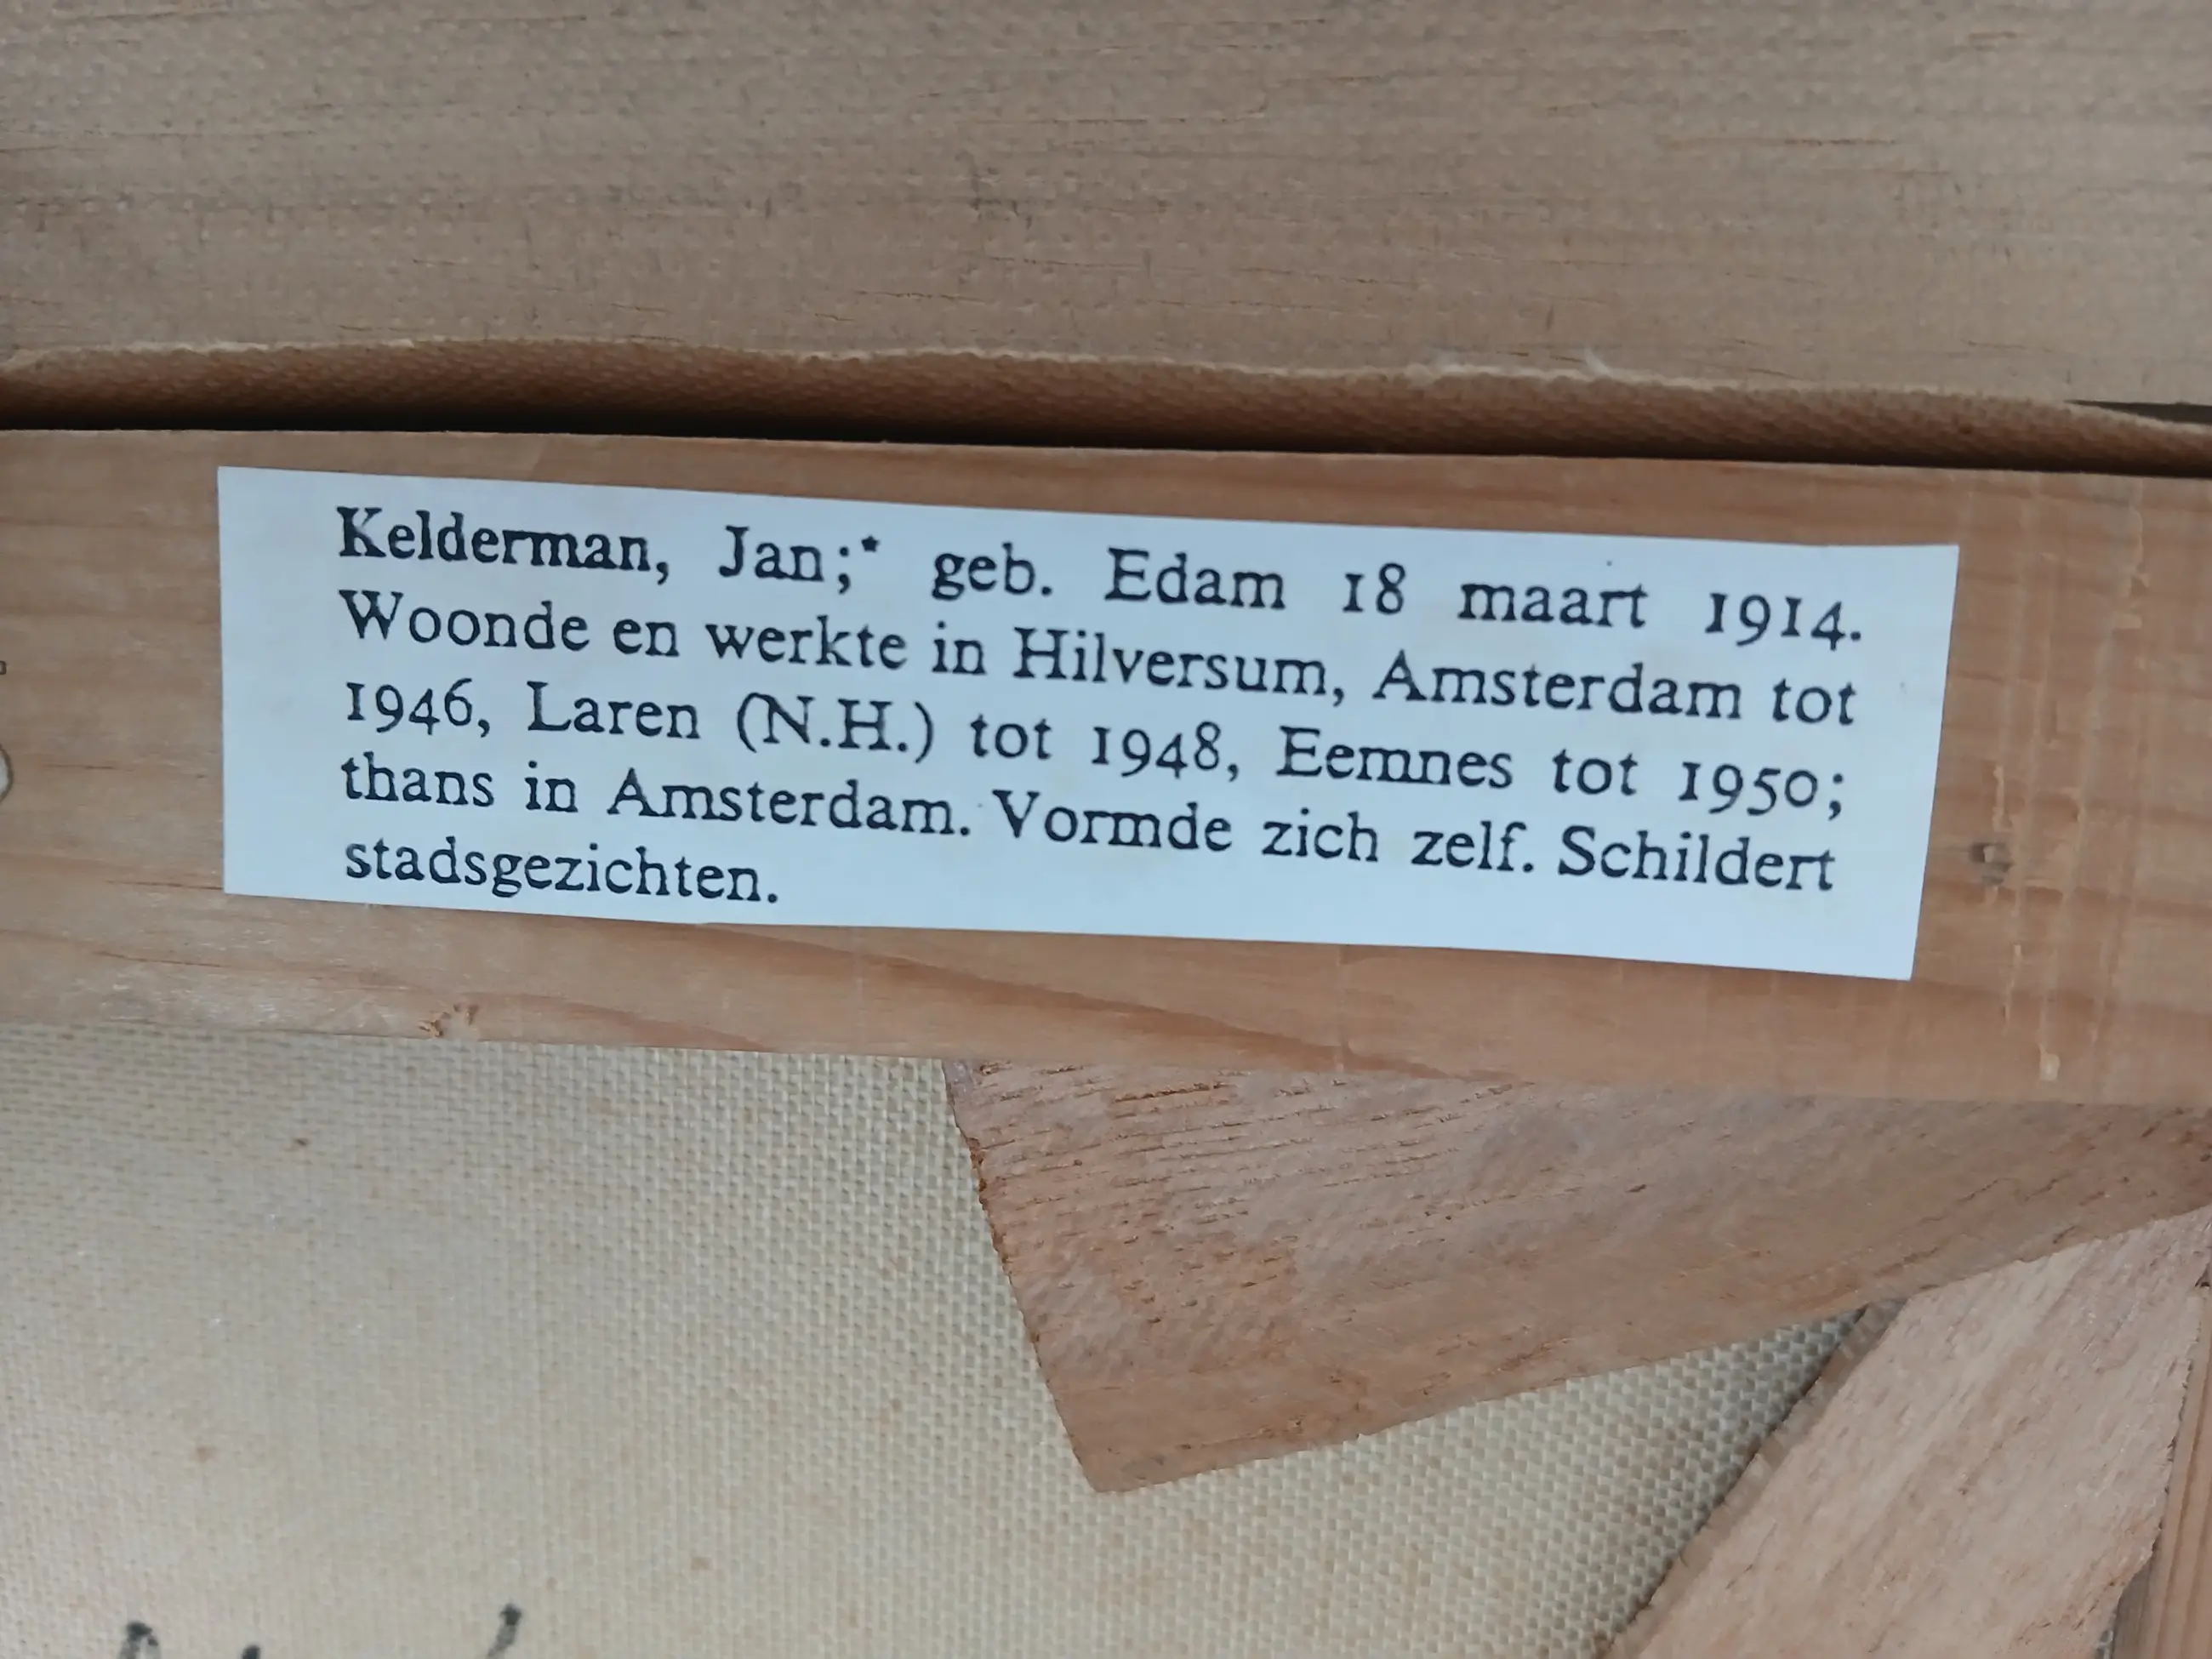 Kelderman, Jan;* geb. Edam 18 maart 1914.
Woonde en werkte in Hilversum, Amsterdam tot
1946, Laren (N.H.) tot 1948, Eemnes tot 1950;
thans in Amsterdam. Vormde zich zelf. Schildert
stadsgezichten.